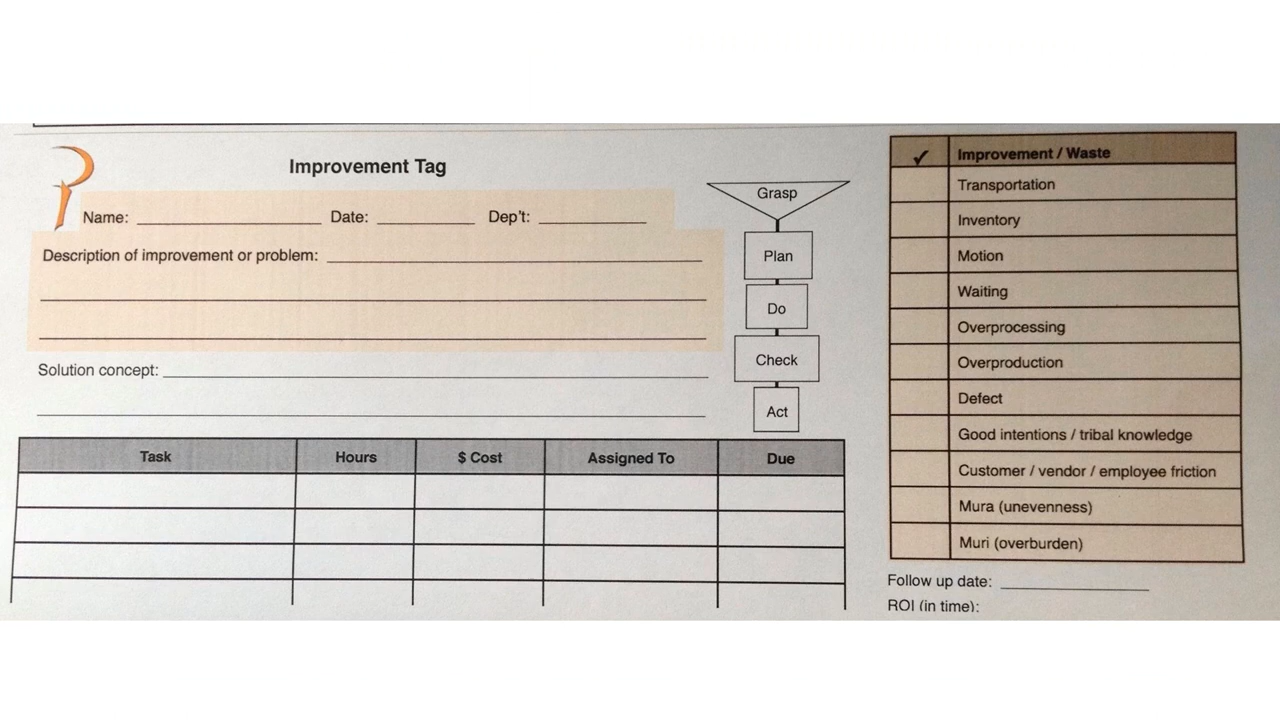 Improvement Tag
Name: Date: Dep't:
Description of improvement or problem:
Solution concept:
Grasp
Plan
Do
Check
Act
Task Hours $ Cost Assigned To Due
✓ Improvement / Waste
Transportation
Inventory
Motion
Waiting
Overprocessing
Overproduction
Defect
Good intentions / tribal knowledge
Customer / vendor / employee friction
Mura (unevenness)
Muri (overburden)
Follow up date:
ROI (in time):